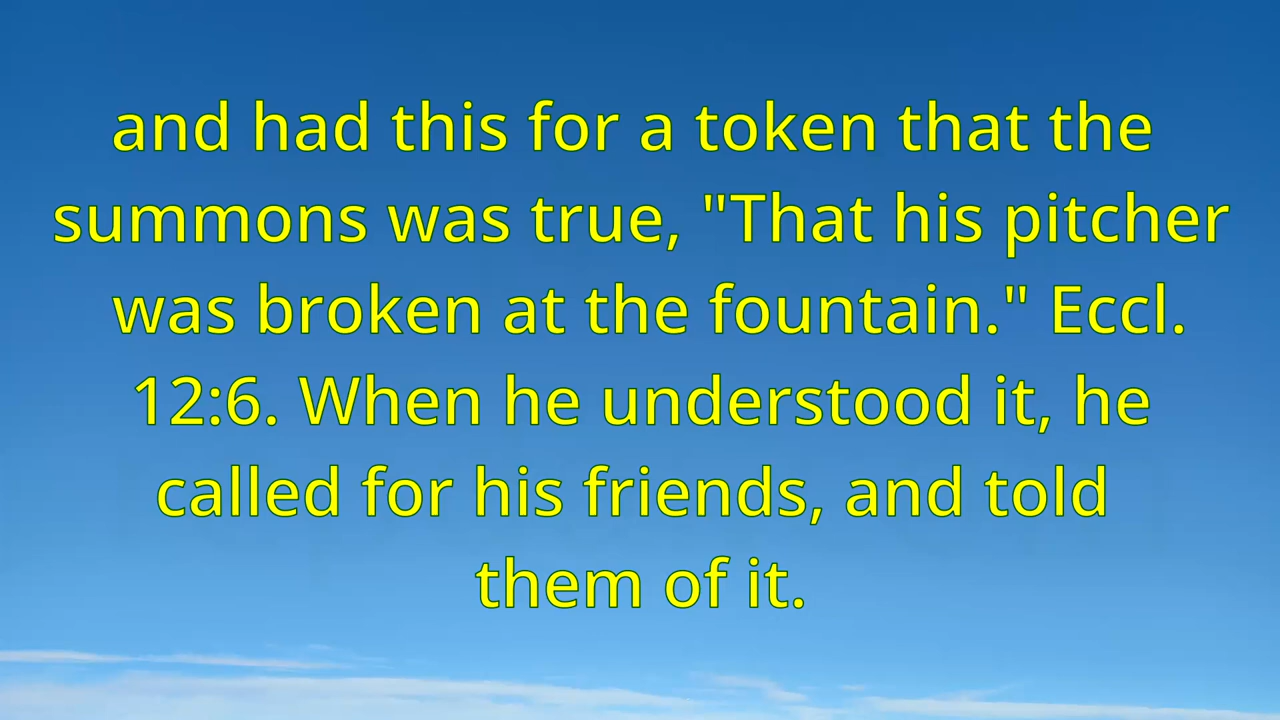 and had this for a token that the
summons was true, "That his pitcher
was broken at the fountain." Eccl.
12:6. When he understood it, he
called for his friends, and told
them of it.